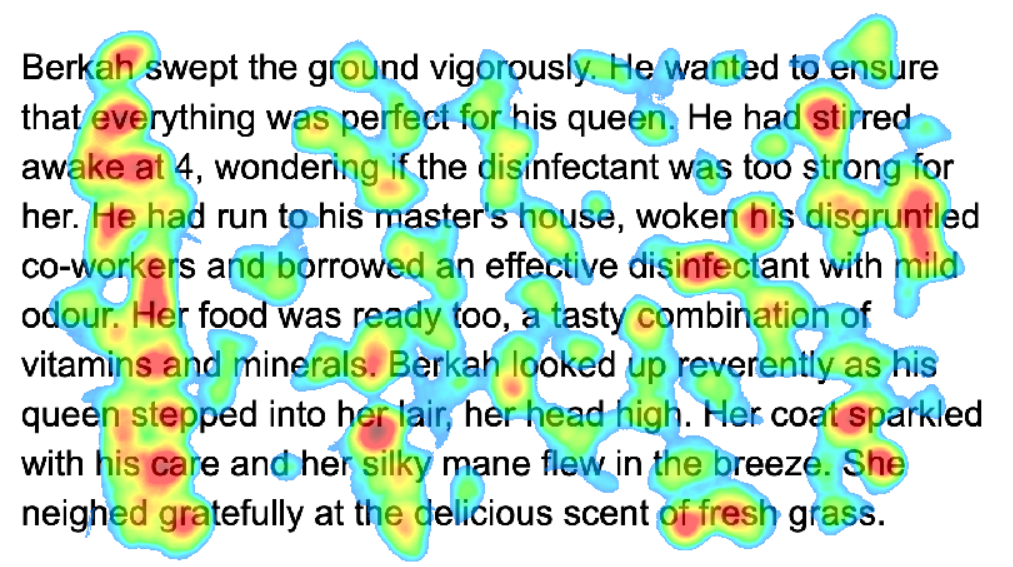 Berkah swept the ground vigorously. He wanted to ensure
that everything was perfect for his queen. He had stirred
awake at 4, wondering if the disinfectant was too strong for
her. He had run to his master's house, woken his disgruntled
co-workers and borrowed an effective disinfectant with mild
odour. Her food was ready too, a tasty combination of
vitamins and minerals. Berkah looked up reverently as his
queen stepped into her lair, her head high. Her coat sparkled
with his care and her silky mane flew in the breeze. She
neighed gratefully at the delicious scent of fresh grass.